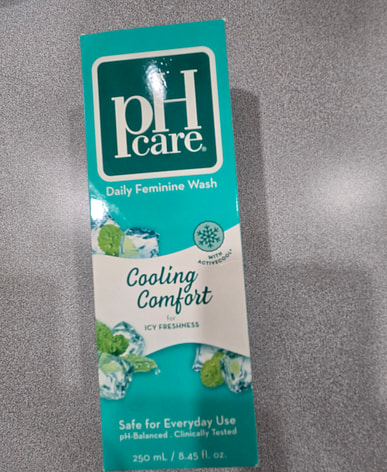 pH
care®
Daily Feminine Wash
WITH
ACTIVECOOL®
Cooling
Comfort
for
ICY FRESHNESS
Safe for Everyday Use
pH-Balanced . Clinically Tested
250 mL / 8.45 fl. oz.